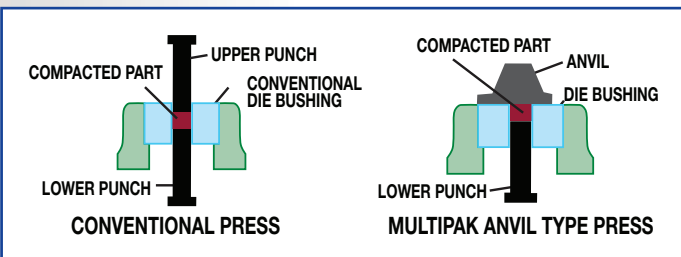 UPPER PUNCH
COMPACTED PART
CONVENTIONAL
DIE BUSHING
LOWER PUNCH
CONVENTIONAL PRESS
COMPACTED PART
ANVIL
DIE BUSHING
LOWER PUNCH
MULTIPAK ANVIL TYPE PRESS